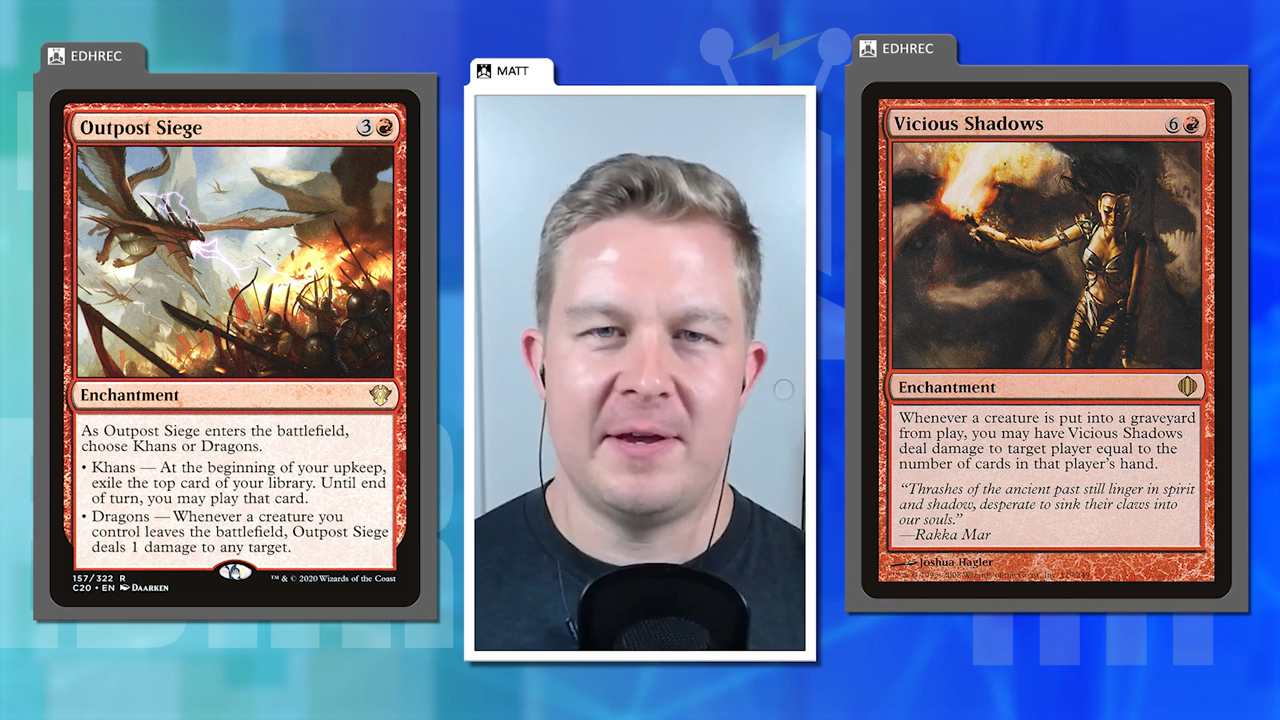 EDHREC
Outpost Siege 3
Enchantment
As Outpost Siege enters the battlefield,
choose Khans or Dragons.
• Khans — At the beginning of your upkeep,
exile the top card of your library. Until end
of turn, you may play that card.
• Dragons — Whenever a creature you
control leaves the battlefield, Outpost Siege
deals 1 damage to any target.
157/322 R
C20 • EN DAARKEN
™ & © 2020 Wizards of the Coast
MATT
EDHREC
Vicious Shadows 6
Enchantment
Whenever a creature is put into a graveyard
from play, you may have Vicious Shadows
deal damage to target player equal to the
number of cards in that player's hand.
“Thrashes of the ancient past still linger in spirit
and shadow, desperate to sink their claws into
our souls.”
—Rakka Mar
Joshua Hagler